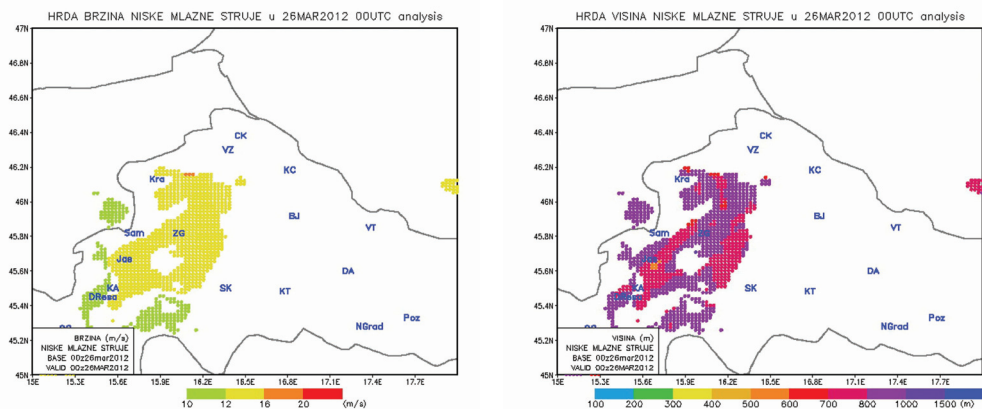 HRDA BRZINA NISKE MLAZNE STRUJE u 26MAR2012 00UTC analysis
47N
46.8N
46.6N
46.4N
46.2N
46N
45.8N
45.6N
45.4N
45.2N
45N
CK
VZ
Kra
KC
BJ
VT
Sam
ZG
Jas
DA
KA
DResa
SK
KT
NGrad
Poz
BRZINA (m/s)
NISKE MLAZNE STRUJE
BASE 00z26mar2012
VALID 00z26MAR2012
15E
15.3E
15.6E
15.9E
16.2E
16.5E
16.8E
17.1E
17.4E
17.7E
10 12 16 20 (m/s)
HRDA VISINA NISKE MLAZNE STRUJE u 26MAR2012 00UTC analysis
47N
46.8N
46.6N
46.4N
46.2N
46N
45.8N
45.6N
45.4N
45.2N
45N
CK
VZ
Kra
KC
BJ
VT
Sam
ZG
Jas
DA
KA
DResa
SK
KT
NGrad
Poz
VISINA (m)
NISKE MLAZNE STRUJE
BASE 00z26mar2012
VALID 00z26MAR2012
15E
15.3E
15.6E
15.9E
16.2E
16.5E
16.8E
17.1E
17.4E
17.7E
100 200 300 400 500 600 700 800 1000 1500 (m)